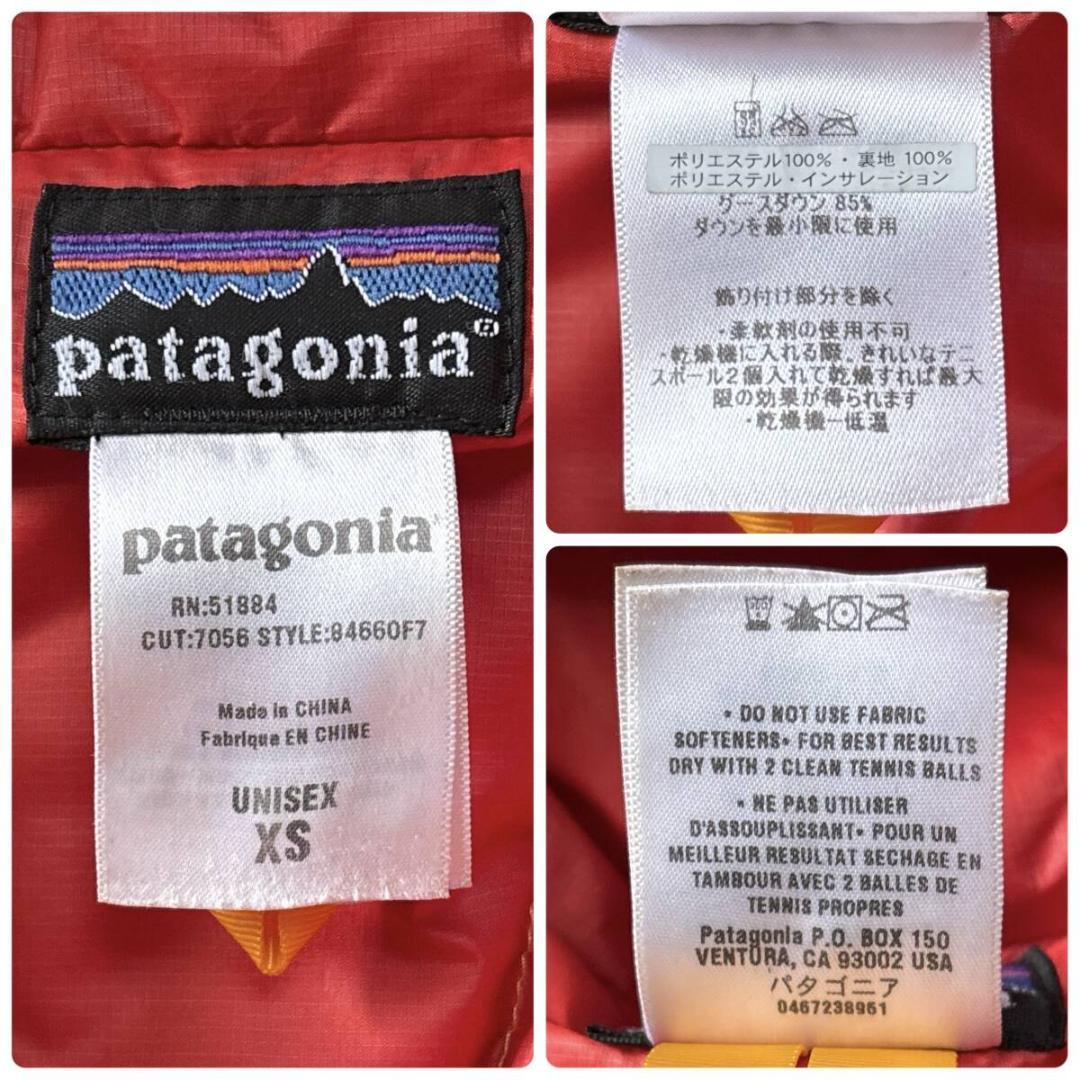 patagonia®
patagonia
RN:51884
CUT:7056 STYLE:84660F7
Made in CHINA
Fabrique EN CHINE
UNISEX
XS
ポリエステル100%・裏地 100%
ポリエステル・インサレーション
グースダウン 85%
ダウンを最小限に使用
飾り付け部分を除く
・柔軟剤の使用不可
・乾燥機に入れる際、きれいなテニ
スボール2個入れて乾燥すれば最大
限の効果が得られます
・乾燥機ー低温
• DO NOT USE FABRIC
SOFTENERS• FOR BEST RESULTS
DRY WITH 2 CLEAN TENNIS BALLS
• NE PAS UTILISER
D'ASSOUPLISSANT• POUR UN
MEILLEUR RESULTAT SECHAGE EN
TAMBOUR AVEC 2 BALLES DE
TENNIS PROPRES
Patagonia P.O. BOX 150
VENTURA, CA 93002 USA
パタゴニア
0467238961